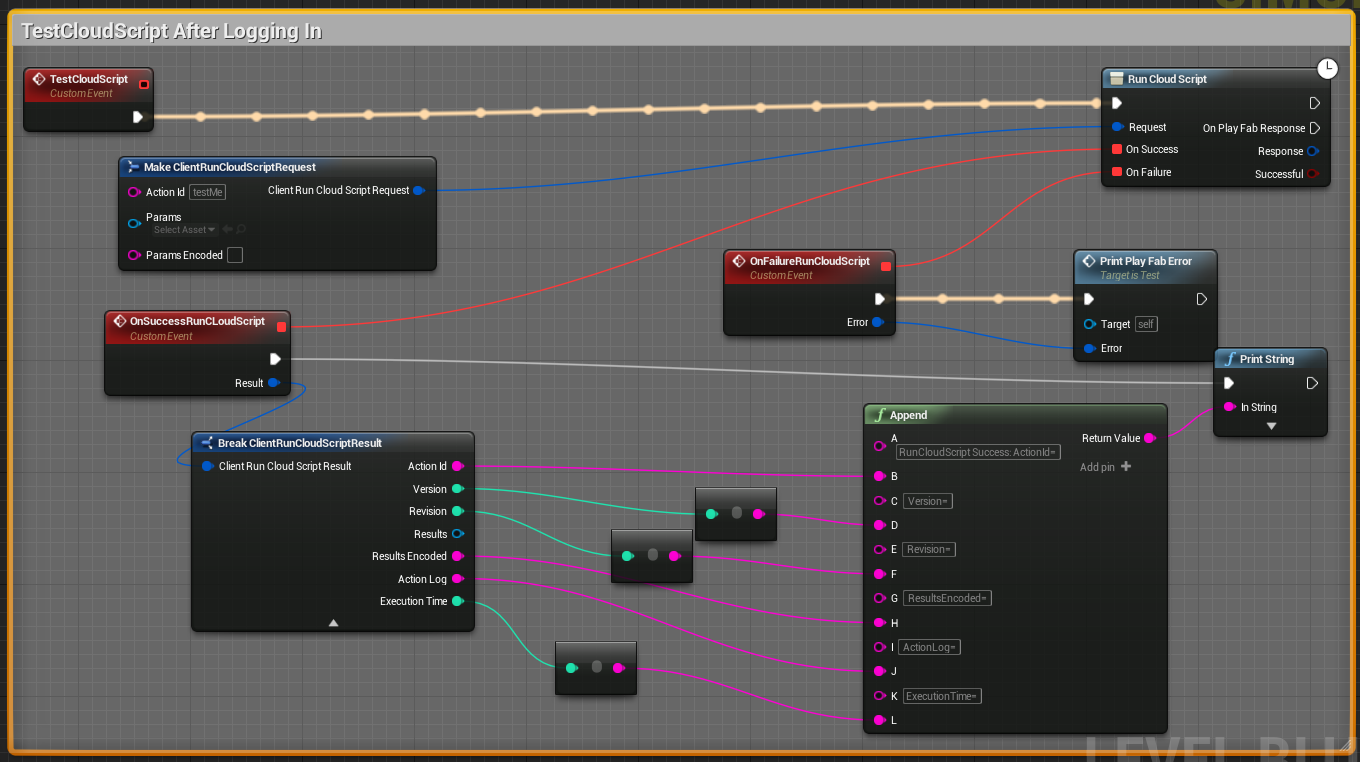 TestCloudScript After Logging In
TestCloudScript
Custom Event
Run Cloud Script
Request
On Play Fab Response
On Success
Response
On Failure
Successful
Make ClientRunCloudScriptRequest
Action Id testMe
Client Run Cloud Script Request
Params
Select Asset
Params Encoded
OnFailureRunCloudScript
Custom Event
Error
Print Play Fab Error
Target is Test
Target self
Error
OnSuccessRunCLoudScript
Custom Event
Result
Print String
In String
Break ClientRunCloudScriptResult
Client Run Cloud Script Result
Action Id
Version
Revision
Results
Results Encoded
Action Log
Execution Time
Append
A
RunCloudScript Success: ActionId=
Return Value
Add pin
B
C Version=
D
E Revision=
F
G ResultsEncoded=
H
I ActionLog=
J
K ExecutionTime=
L